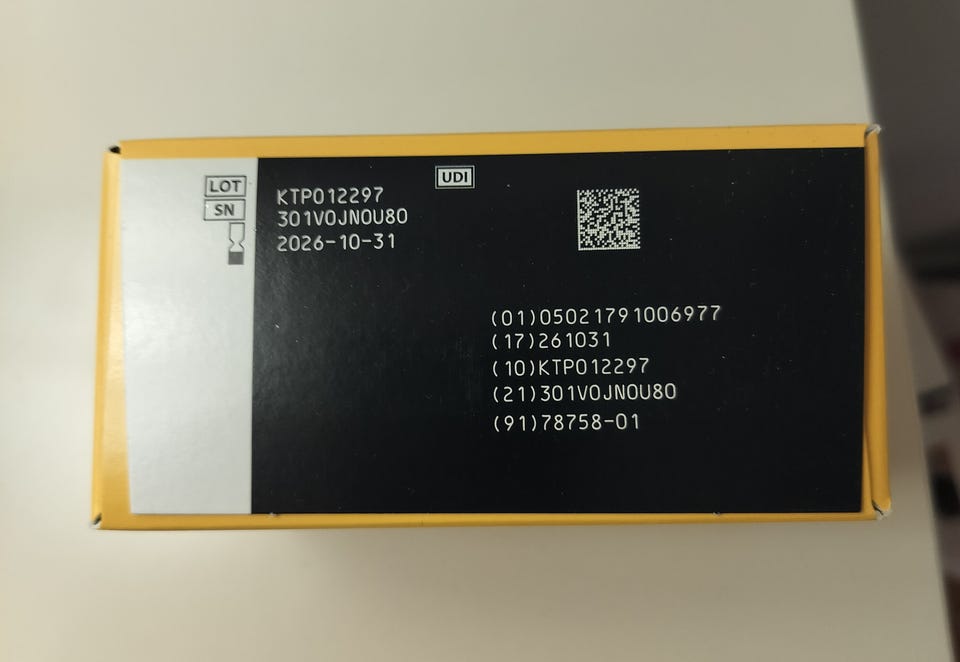 LOT
KTP012297
UDI
SN
301V0JN0U80
2026-10-31
(01)05021791006977
(17)261031
(10)KTP012297
(21)301V0JN0U80
(91)78758-01